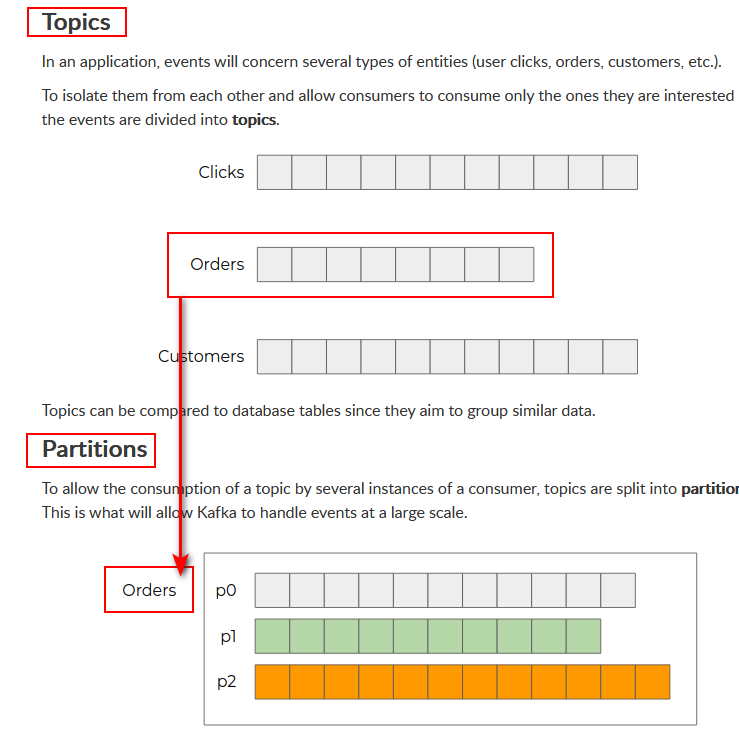 Topics
In an application, events will concern several types of entities (user clicks, orders, customers, etc.).
To isolate them from each other and allow consumers to consume only the ones they are interested
the events are divided into topics.
Clicks
Orders
Customers
Topics can be compared to database tables since they aim to group similar data.
Partitions
To allow the consumption of a topic by several instances of a consumer, topics are split into partition
This is what will allow Kafka to handle events at a large scale.
Orders
p0
p1
p2